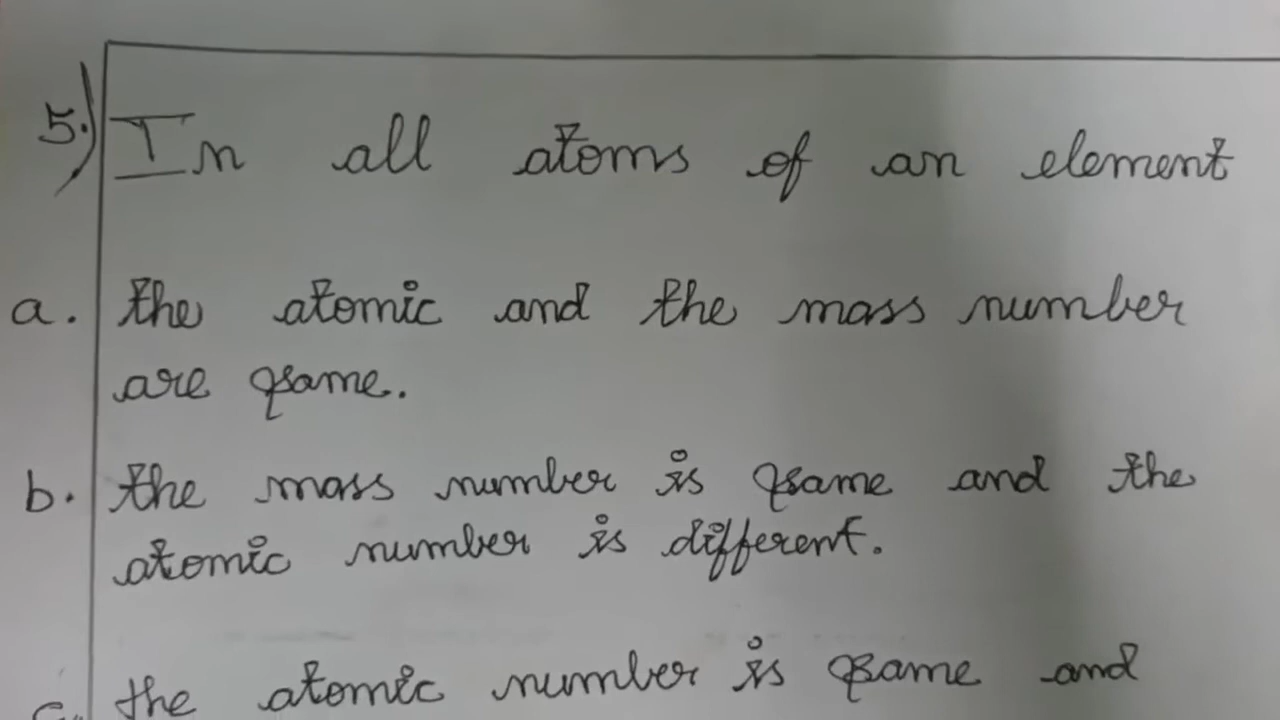 5.) In all atoms of an element
a. the atomic and the mass number
are same.
b. the mass number is same and the
atomic number is different.
c. the atomic number is same and